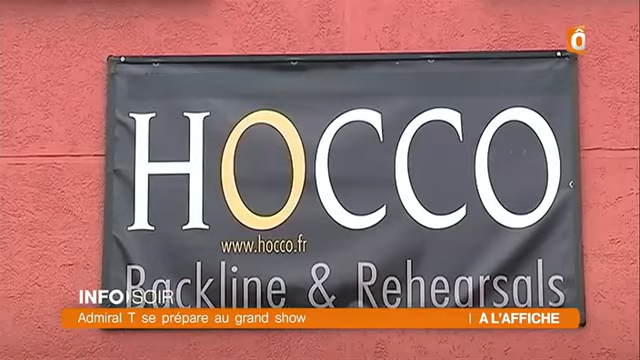 Ô
HOCCO
www.hocco.fr
Backline & Rehearsals
INFO SOIR
Admiral T se prépare au grand show | A L'AFFICHE